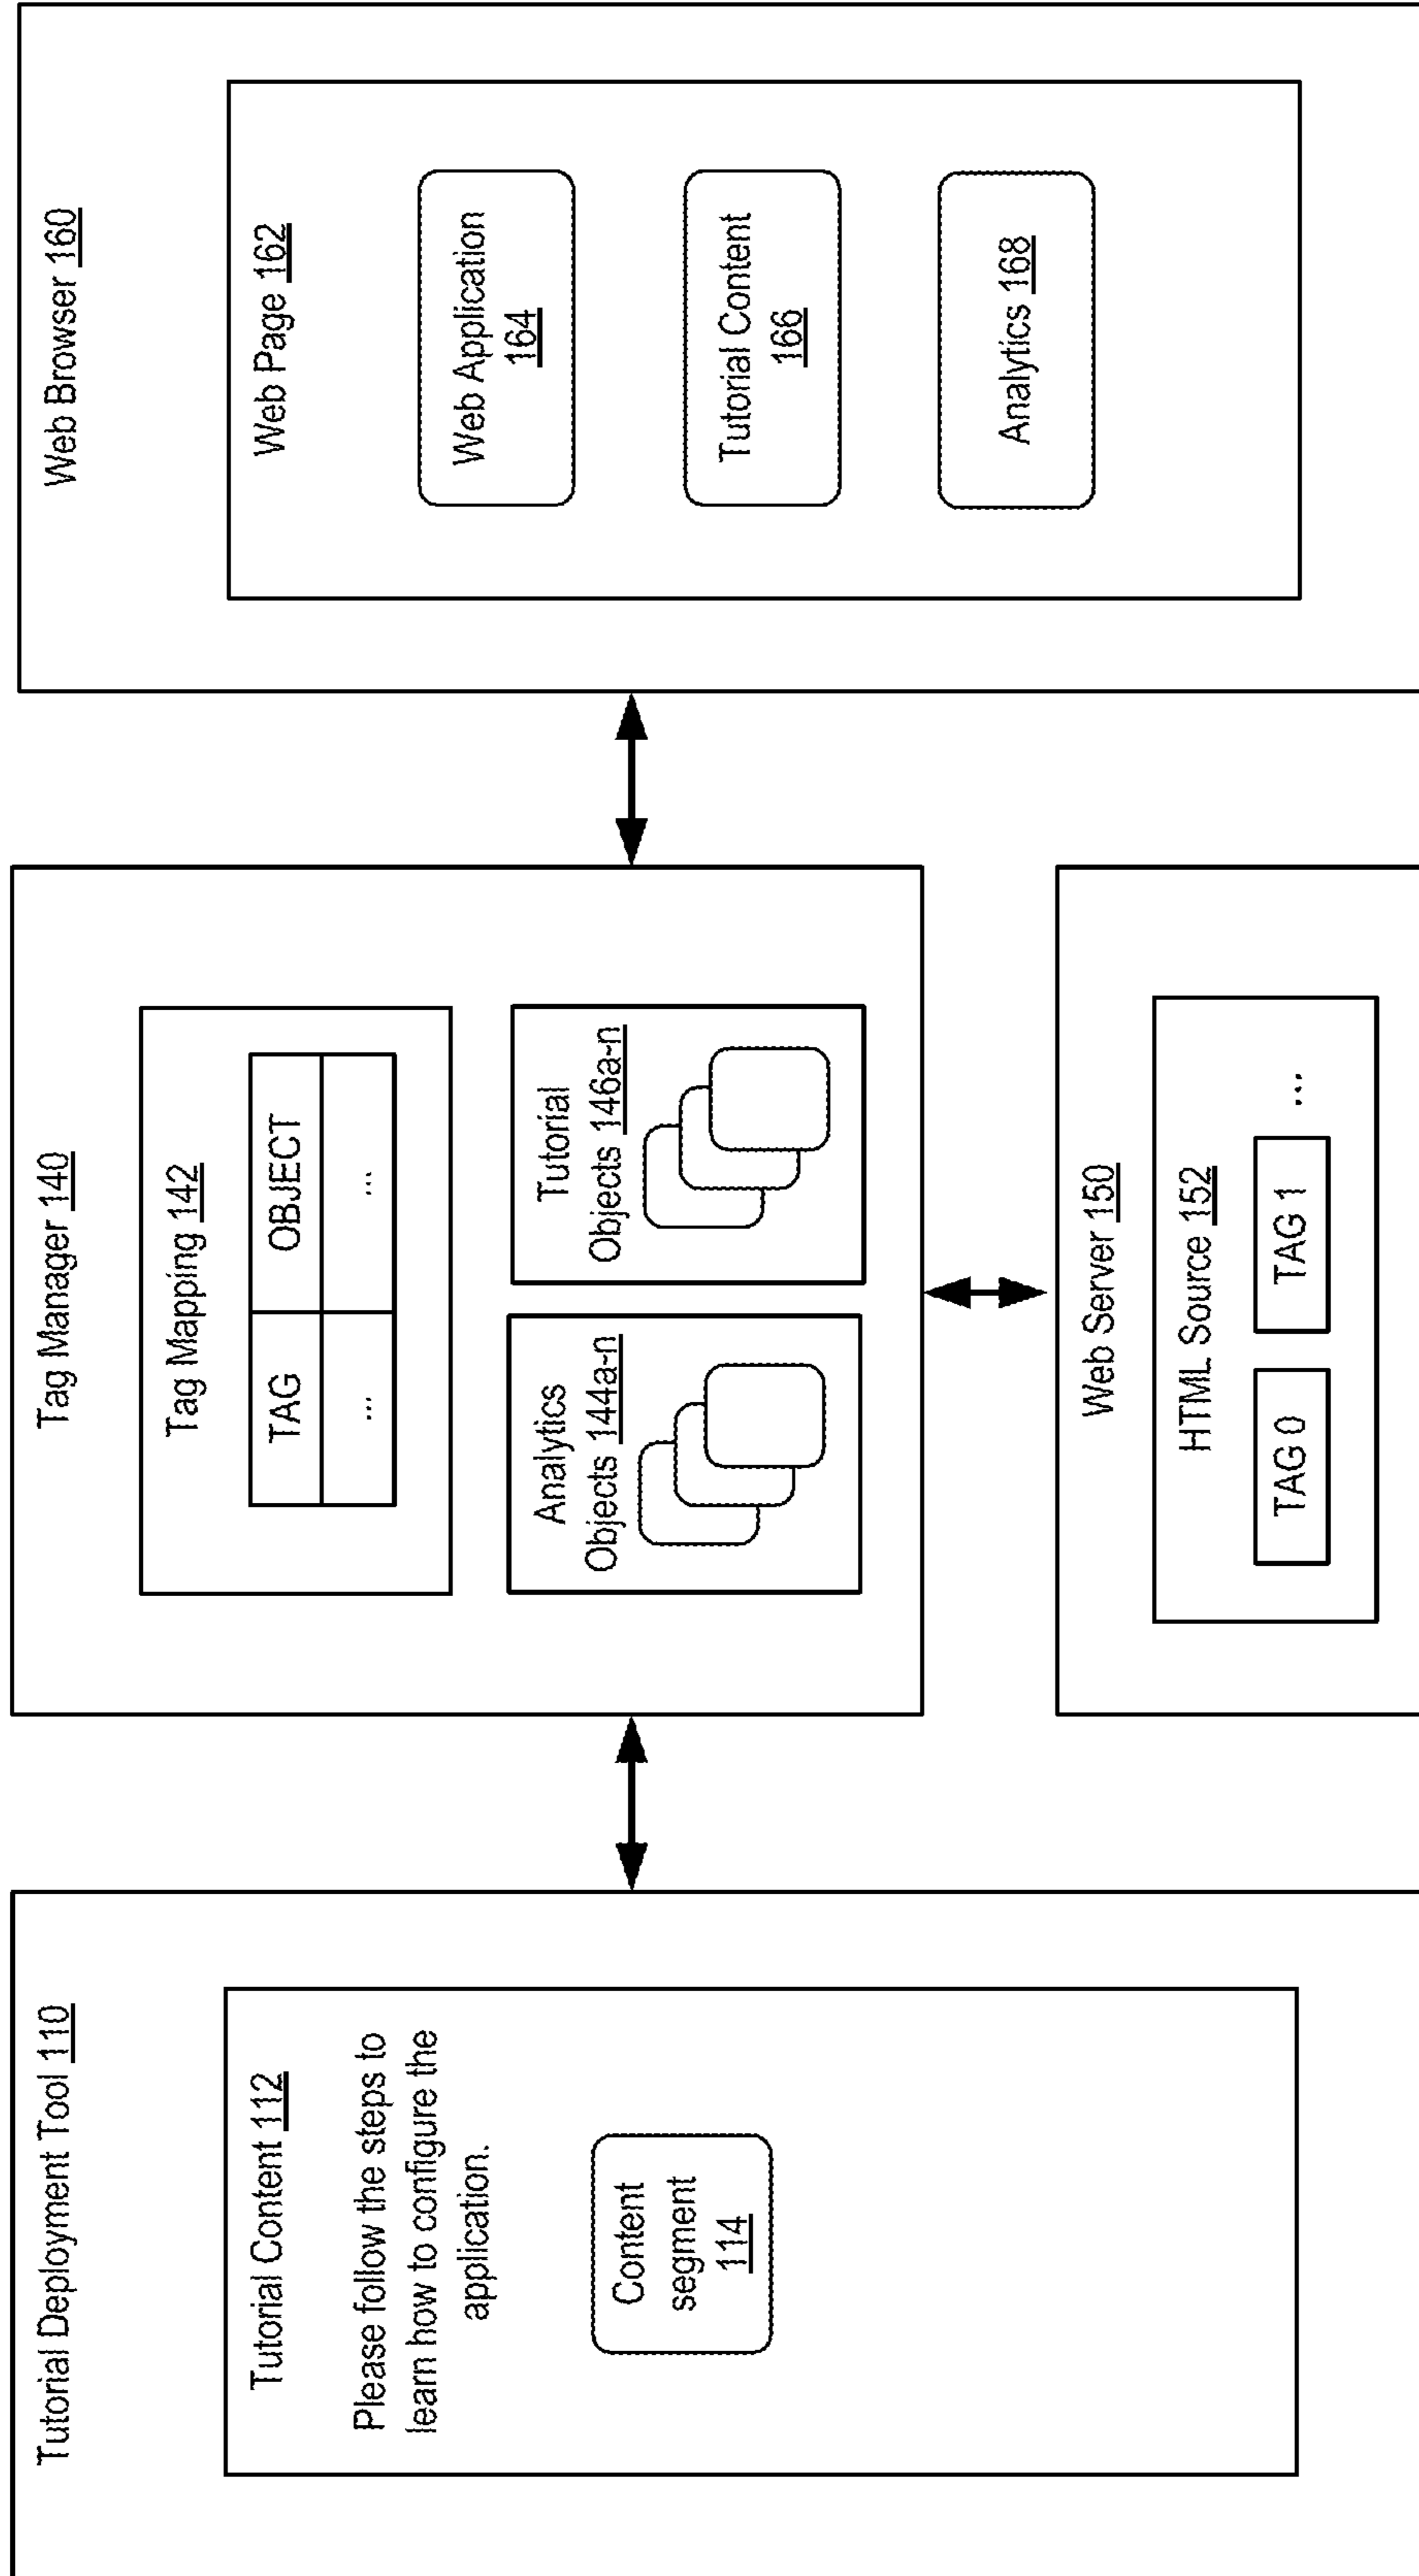 Tutorial Deployment Tool 110
Tutorial Content 112
Please follow the steps to
learn how to configure the
application.
Content
segment
114
Tag Manager 140
Tag Mapping 142
TAG OBJECT
... ...
Analytics
Objects 144a-n
Tutorial
Objects 146a-n
Web Server 150
HTML Source 152
TAG 0 TAG 1 ...
Web Browser 160
Web Page 162
Web Application
164
Tutorial Content
166
Analytics 168